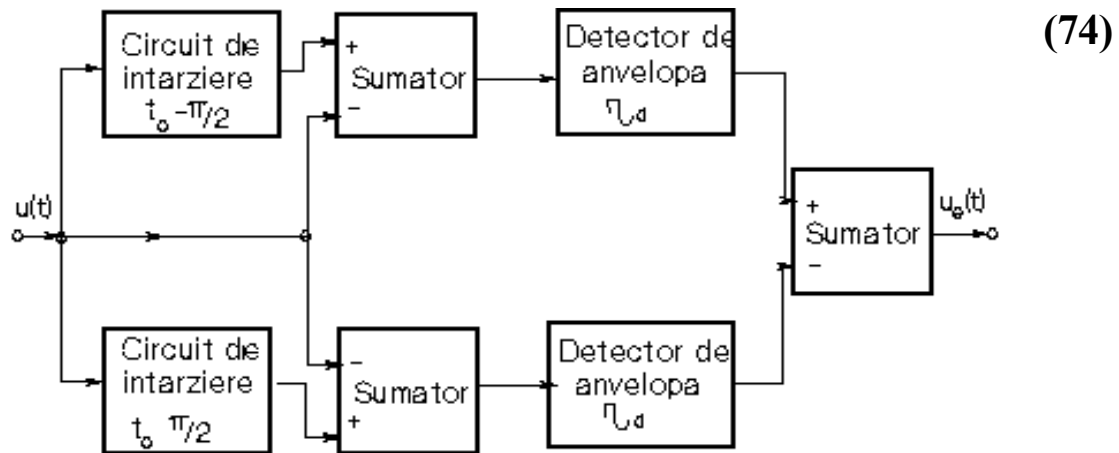 (74)
Circuit de
intarziere
t₀ -π/2
+
Sumator
-
Detector de
anvelopa
η d
u(t)
+
Sumator
-
uₑ(t)
Circuit de
intarziere
t₀ π/2
-
Sumator
+
Detector de
anvelopa
η d